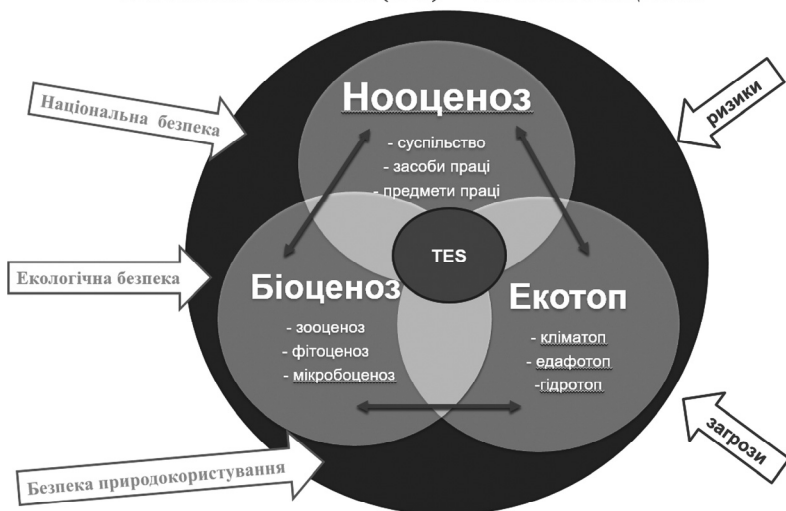 Національна безпека
Екологічна безпека
Безпека природокористування
Нооценоз
- суспільство
- засоби праці
- предмети праці
TES
Біоценоз
- зооценоз
- фітоценоз
- мікробоценоз
Екотоп
- кліматоп
- едафотоп
-гідротоп
ризики
загрози